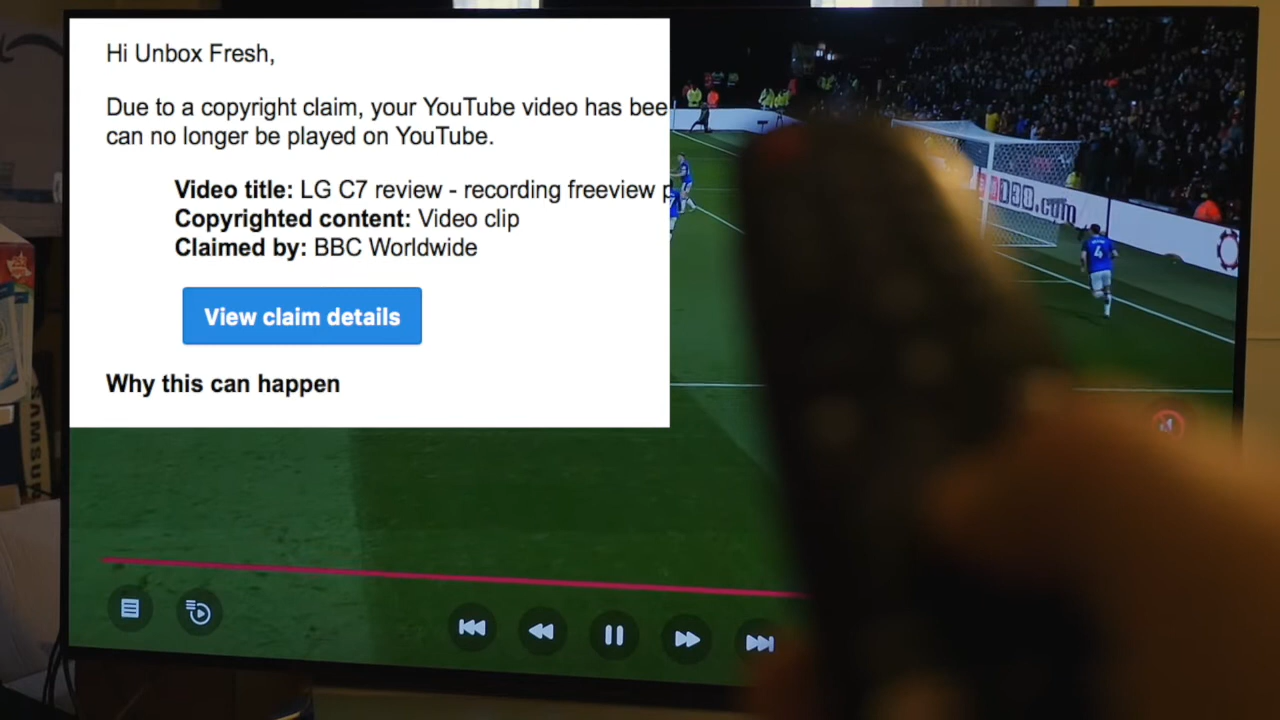 Hi Unbox Fresh,
Due to a copyright claim, your YouTube video has bee
can no longer be played on YouTube.
Video title: LG C7 review - recording freeview p
Copyrighted content: Video clip
Claimed by: BBC Worldwide
View claim details
Why this can happen
.com
4
SAMSUNG